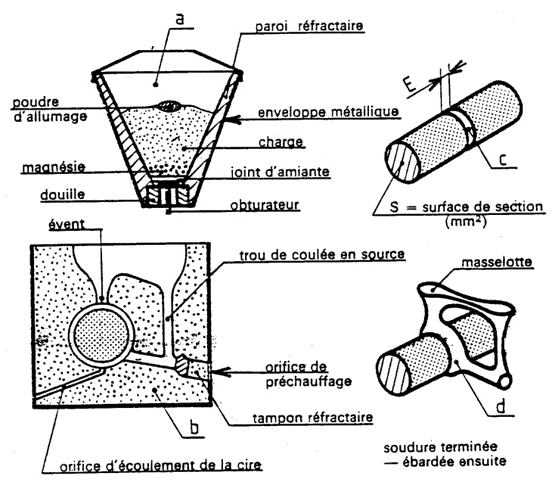 a
paroi réfractaire
poudre
d'allumage
enveloppe métallique
charge
magnésie
joint d'amiante
douille
obturateur
E
c
S = surface de section
(mm²)
évent
trou de coulée en source
orifice de
préchauffage
tampon réfractaire
b
orifice d'écoulement de la cire
masselotte
d
soudure terminée
— ébardée ensuite